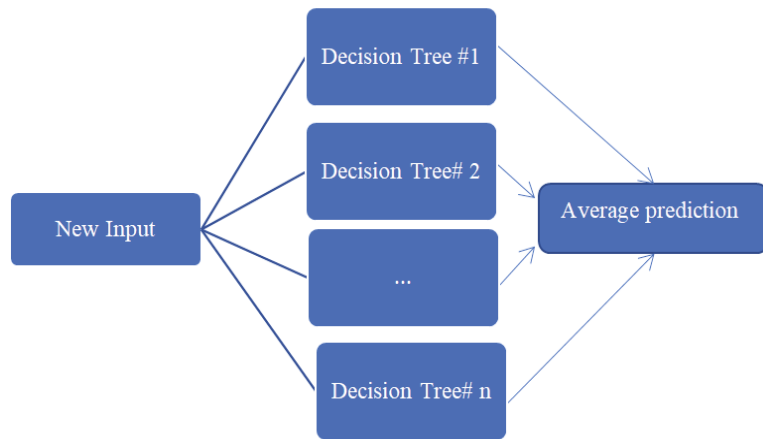 Decision Tree #1
Decision Tree# 2
New Input
Average prediction
...
Decision Tree# n